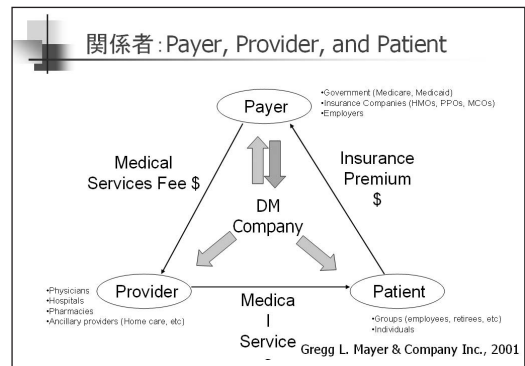 関係者:Payer, Provider, and Patient
Payer
•Government (Medicare, Medicaid)
•Insurance Companies (HMOs, PPOs, MCOs)
•Employers
Medical
Services Fee $
Insurance
Premium
$
DM
Company
•Physicians
•Hospitals
•Pharmacies
•Ancillary providers (Home care, etc)
Provider
Medica
l
Service
Patient
•Groups (employees, retirees, etc)
•Individuals
Gregg L. Mayer & Company Inc., 2001